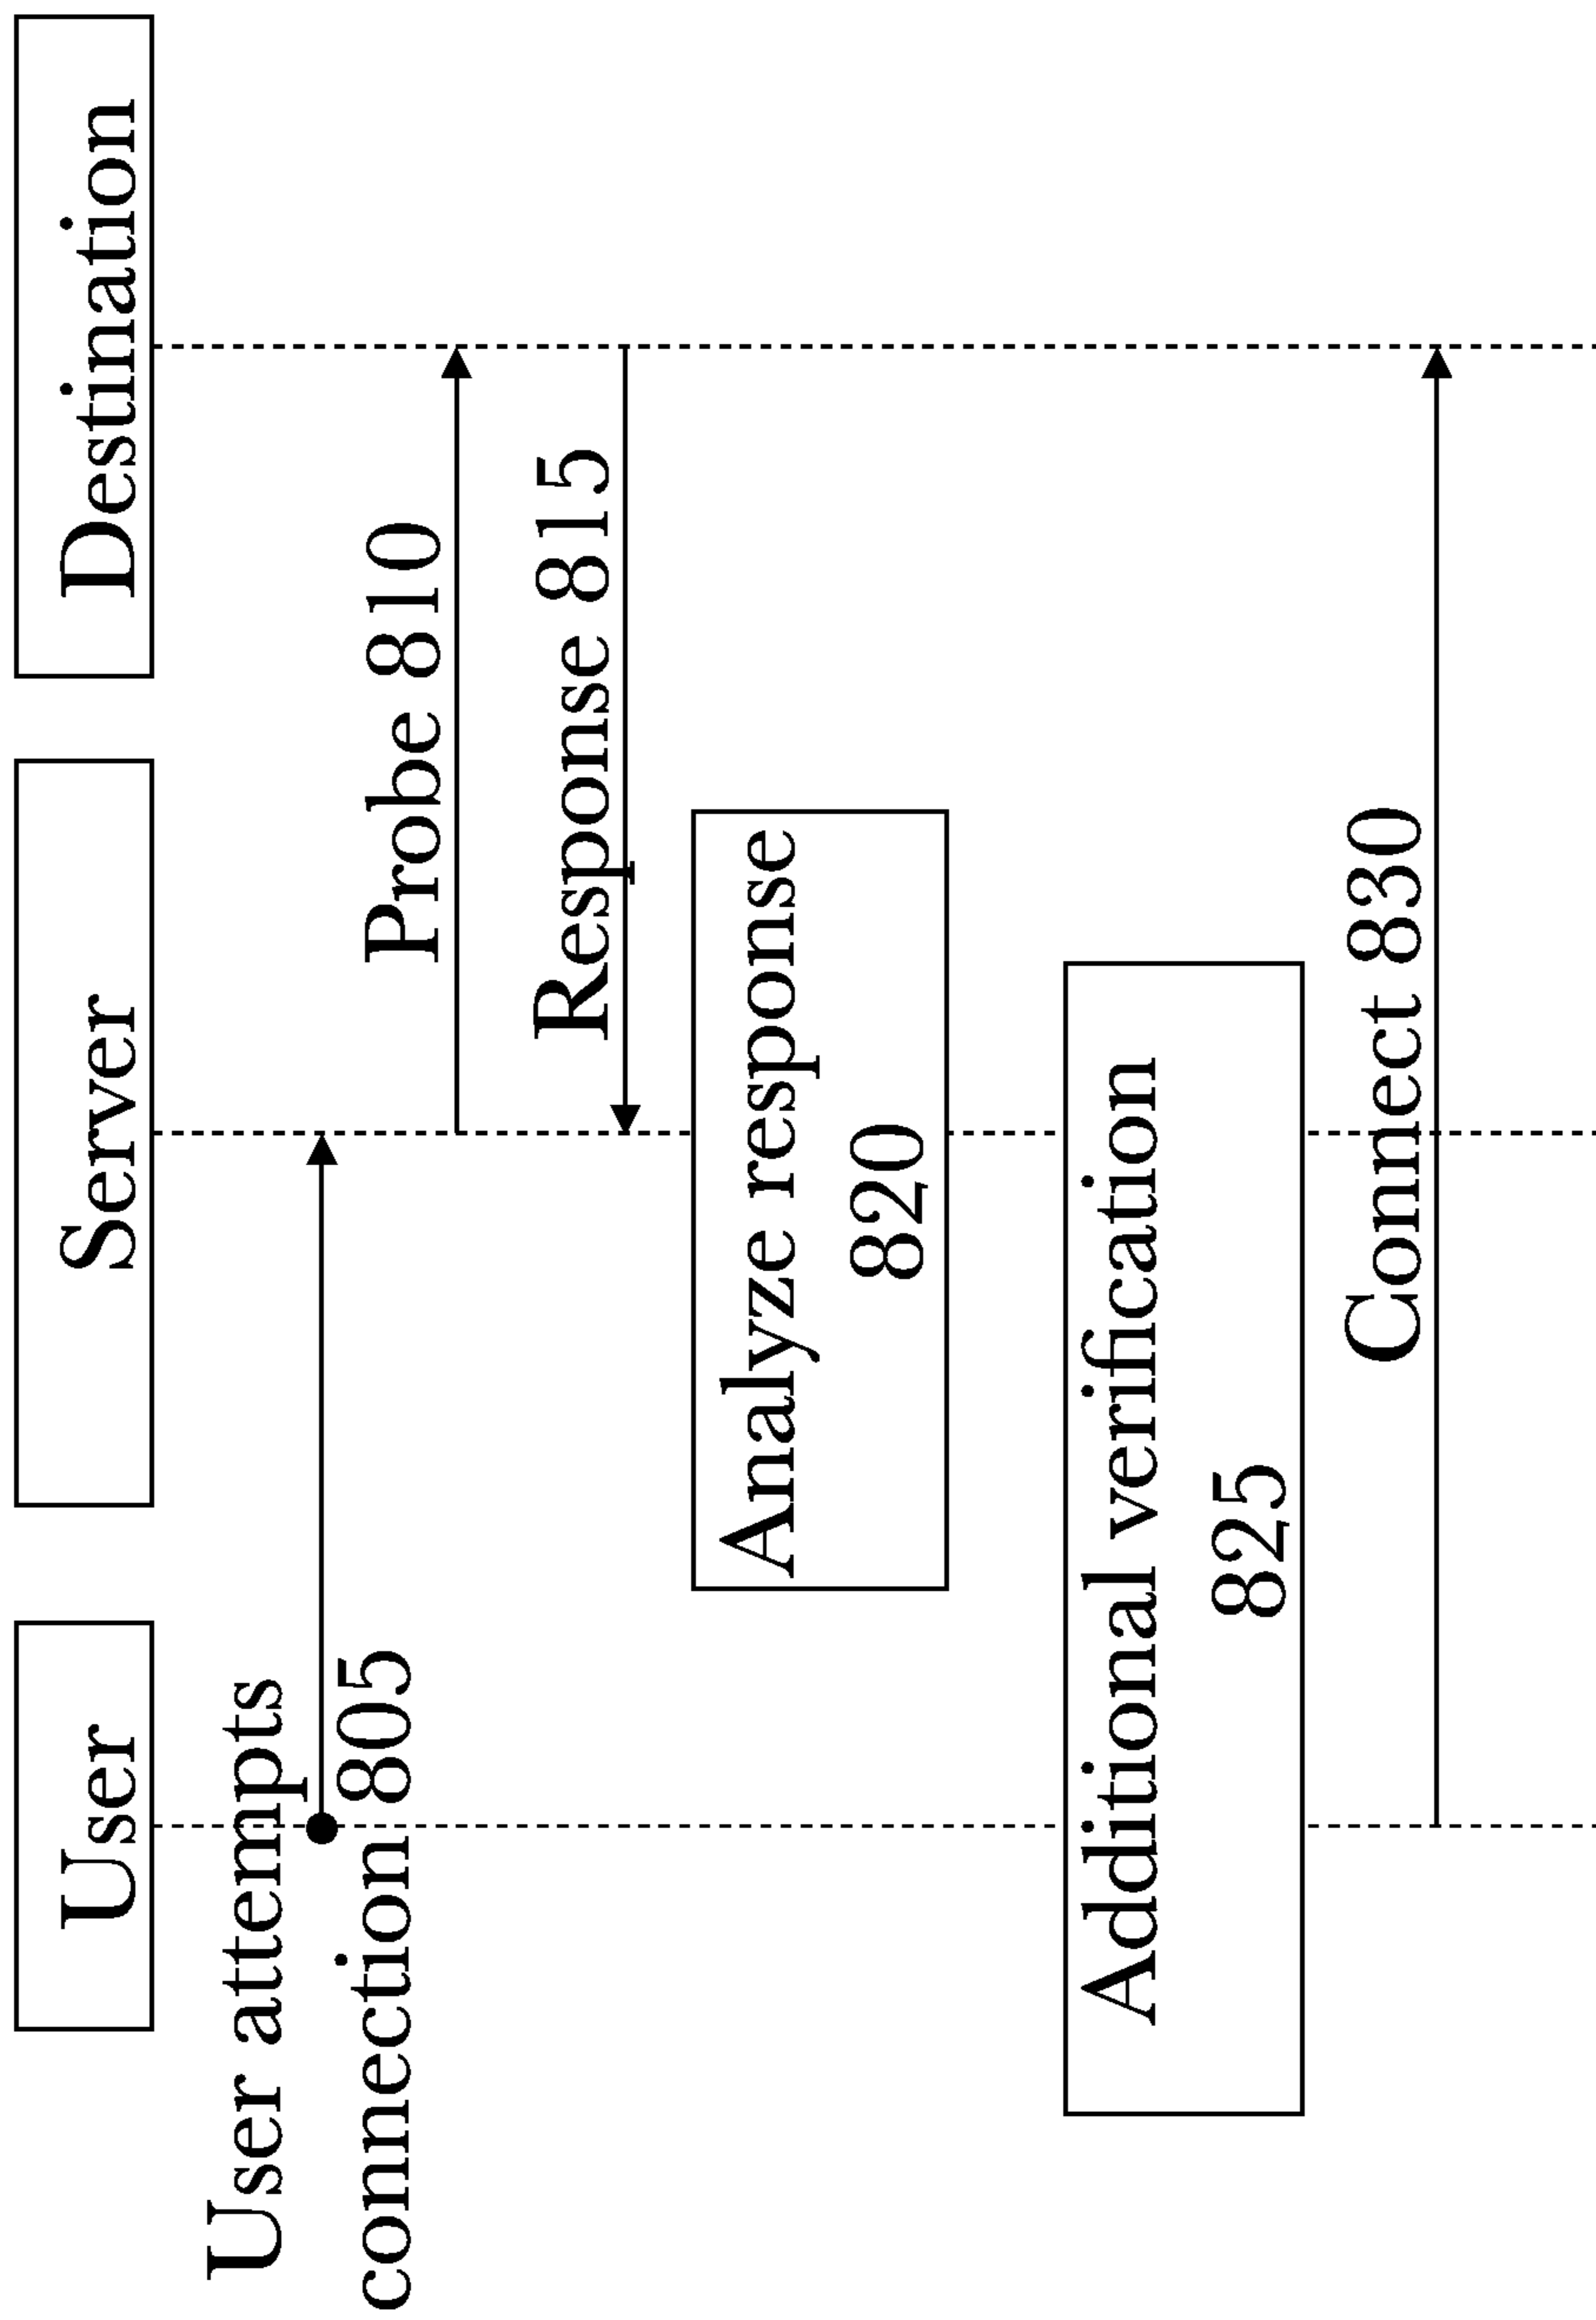 User
Server
Destination
User attempts
connection 805
Probe 810
Response 815
Analyze response
820
Additional verification
825
Connect 830